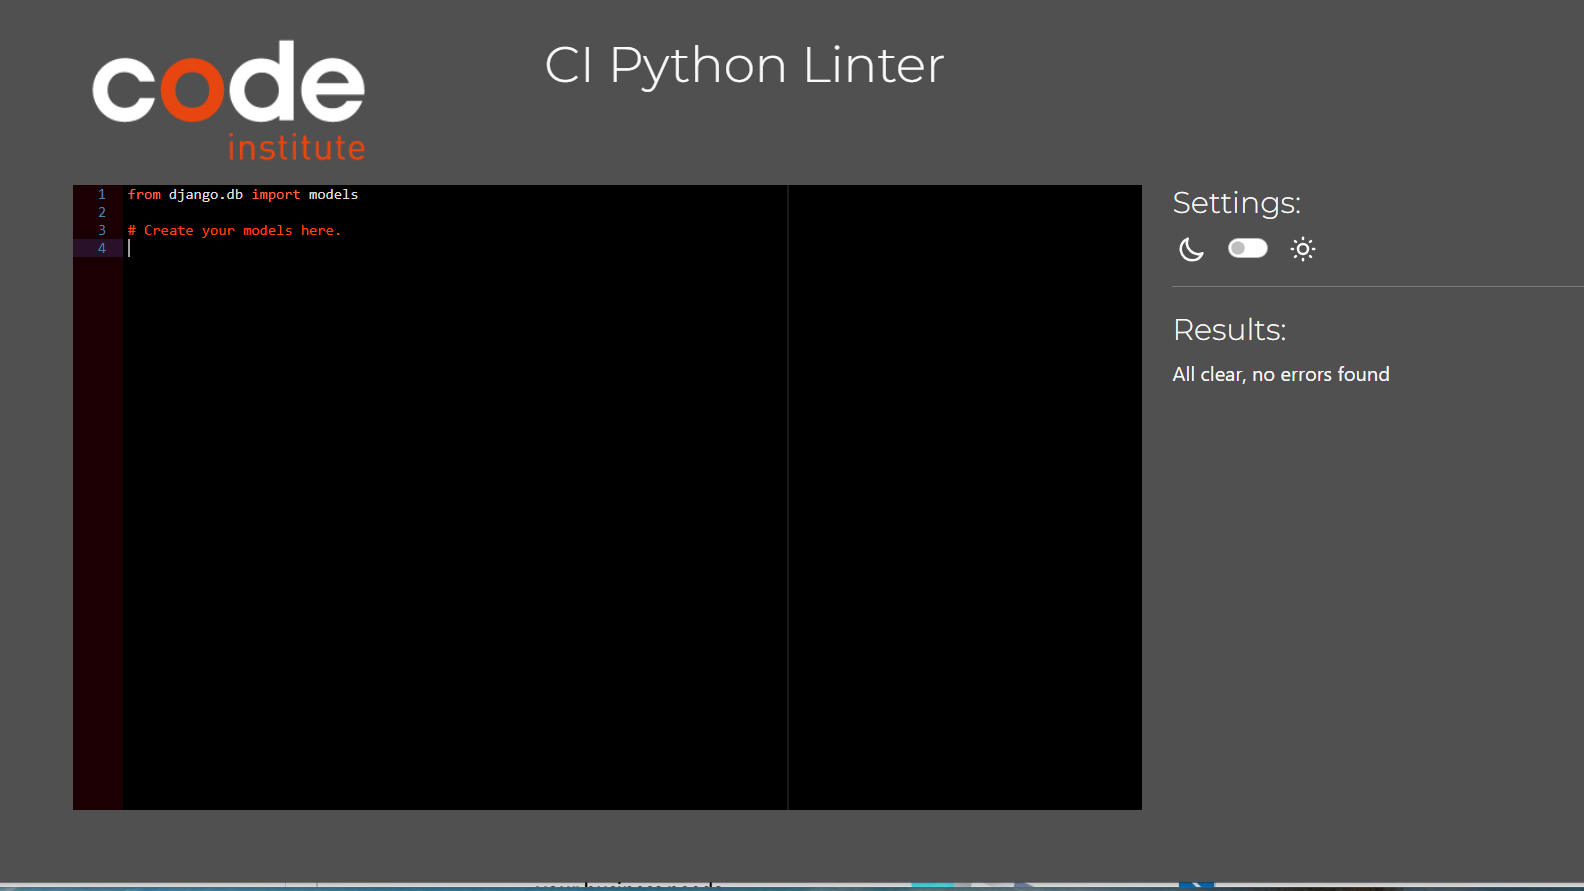 code
institute
CI Python Linter
1 from django.db import models
2
3 # Create your models here.
4
Settings:
Results:
All clear, no errors found